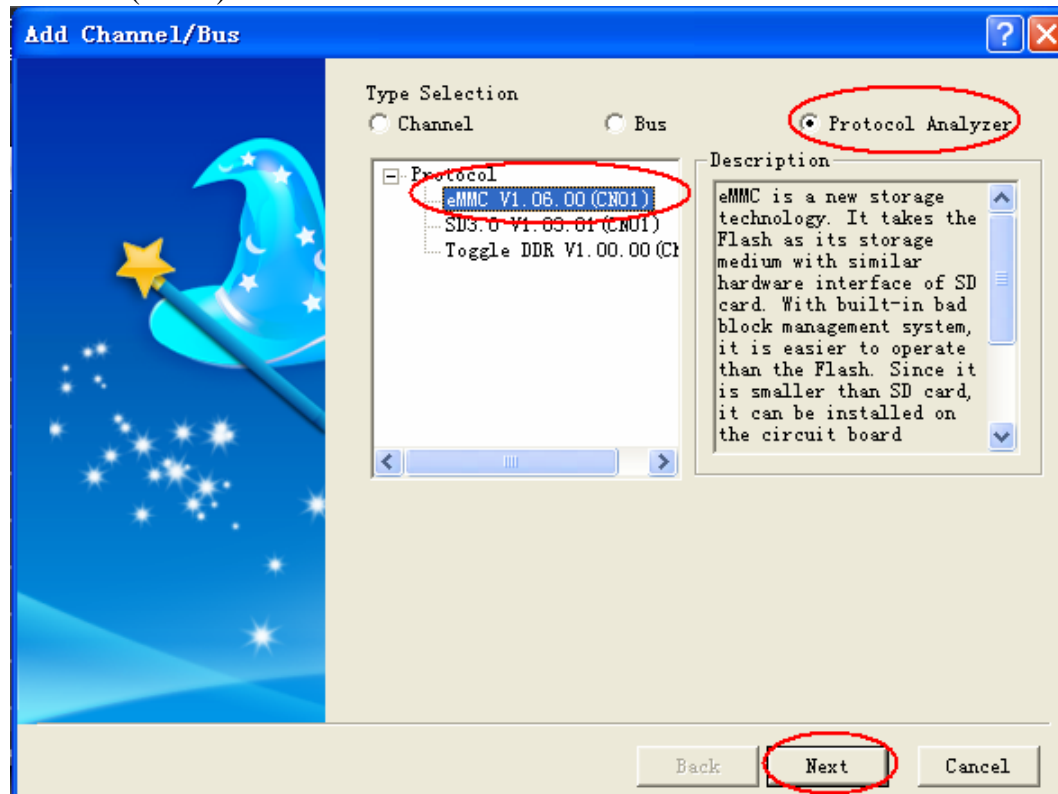 Add Channel/Bus
Type Selection
Channel
Bus
Protocol Analyzer
Protocol
eMMC V1.06.00(CN01)
SD3.0 V1.03.01(CN01)
Toggle DDR V1.00.00(CN
Description
eMMC is a new storage
technology. It takes the
Flash as its storage
medium with similar
hardware interface of SD
card. With built-in bad
block management system,
it is easier to operate
than the Flash. Since it
is smaller than SD card,
it can be installed on
the circuit board
Back
Next
Cancel